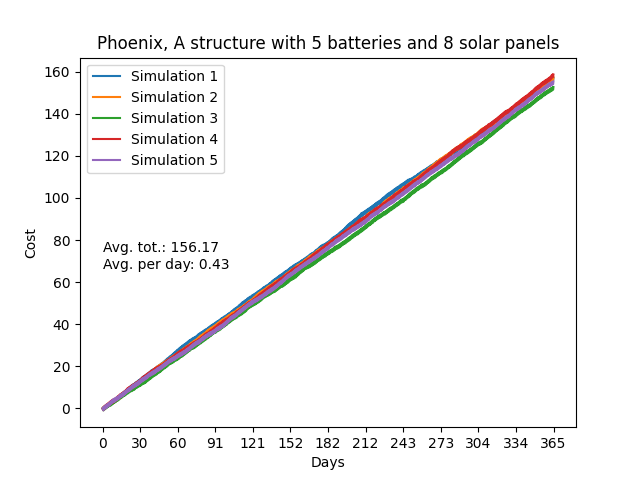 Phoenix, A structure with 5 batteries and 8 solar panels
Simulation 1
Simulation 2
Simulation 3
Simulation 4
Simulation 5
Avg. tot.: 156.17
Avg. per day: 0.43
Cost
160
140
120
100
80
60
40
20
0
0 30 60 91 121 152 182 212 243 273 304 334 365
Days